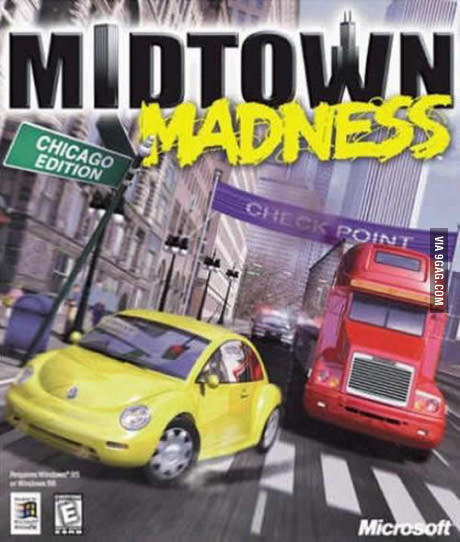 MIDTOWN
MADNESS
CHICAGO
EDITION
CHECK POINT
VIA 9GAG.COM
Requires Windows® 95
or Windows 98
E
Microsoft